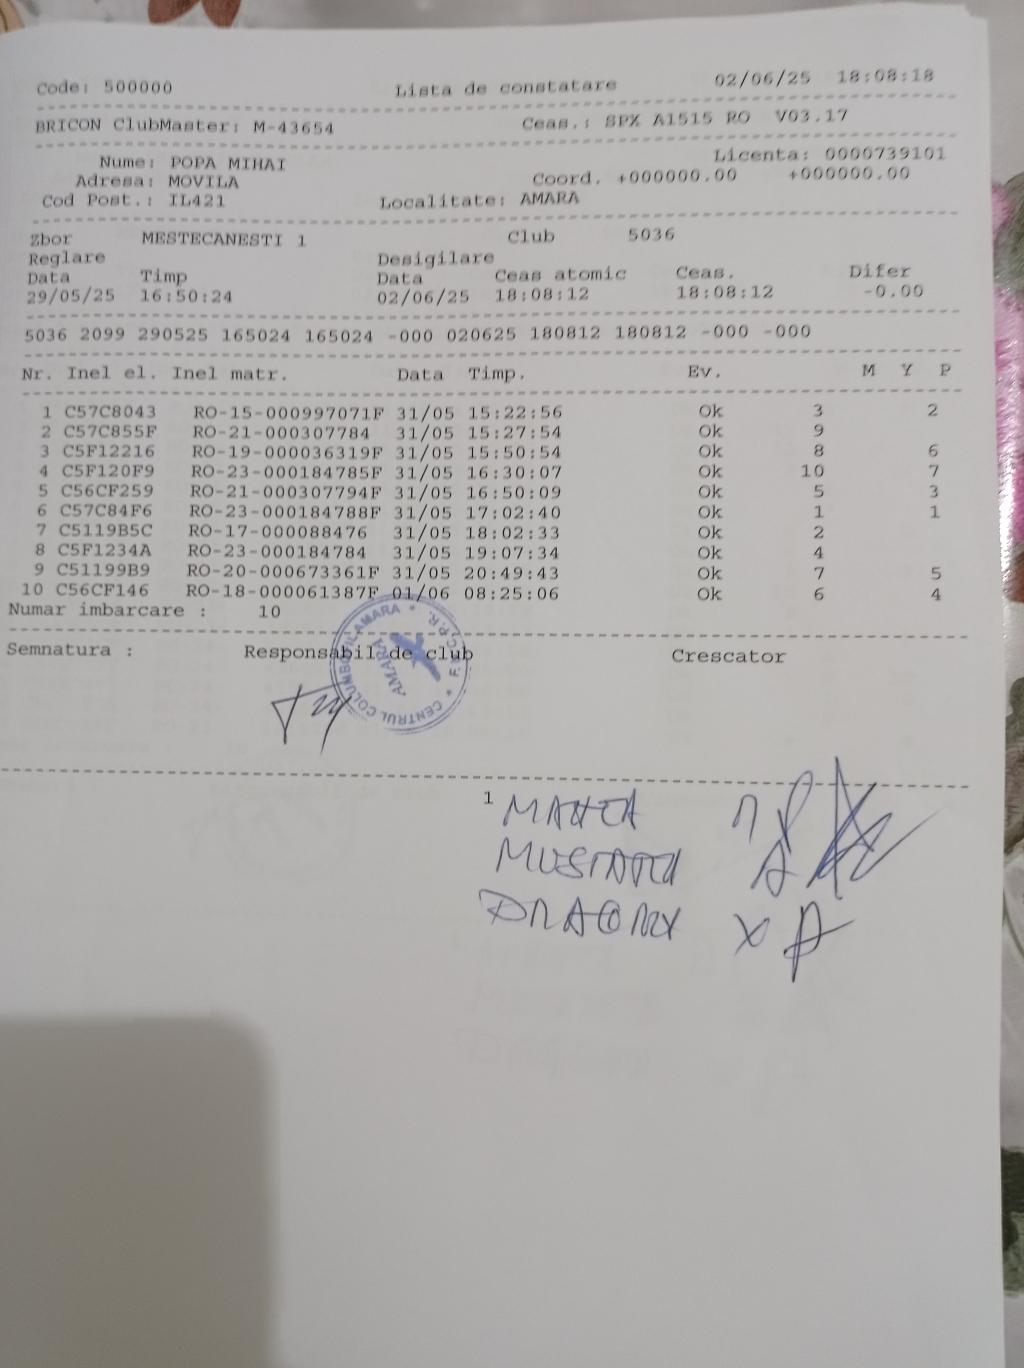 Code: 500000 Lista de constatare 02/06/25 18:08:18
BRICON ClubMaster: M-43654 Ceas.: SPX A1515 RO V03.17
Nume: POPA MIHAI Licenta: 0000739101
Adresa: MOVILA Coord. +000000.00 +000000.00
Cod Post.: IL421 Localitate: AMARA
Zbor MESTECANESTI 1 Club 5036
Reglare Desigilare
Data Timp Data Ceas atomic Ceas. Difer
29/05/25 16:50:24 02/06/25 18:08:12 18:08:12 -0.00
5036 2099 290525 165024 165024 -000 020625 180812 180812 -000 -000
Nr. Inel el. Inel matr. Data Timp. Ev. M Y P
1 C57C8043 RO-15-000997071F 31/05 15:22:56 Ok 3 2
2 C57C855F RO-21-000307784 31/05 15:27:54 Ok 9
3 C5F12216 RO-19-000036319F 31/05 15:50:54 Ok 8 6
4 C5F120F9 RO-23-000184785F 31/05 16:30:07 Ok 10 7
5 C56CF259 RO-21-000307794F 31/05 16:50:09 Ok 5 3
6 C57C84F6 RO-23-000184788F 31/05 17:02:40 Ok 1 1
7 C5119B5C RO-17-000088476 31/05 18:02:33 Ok 2
8 C5F1234A RO-23-000184784 31/05 19:07:34 Ok 4
9 C51199B9 RO-20-000673361F 31/05 20:49:43 Ok 7 5
10 C56CF146 RO-18-000061387F 01/06 08:25:06 Ok 6 4
Numar imbarcare : 10
Semnatura : Responsabil de club Crescator
CENTRUL COLUMBOFIL AMARA * F.C.P.R. *
AMARA
1